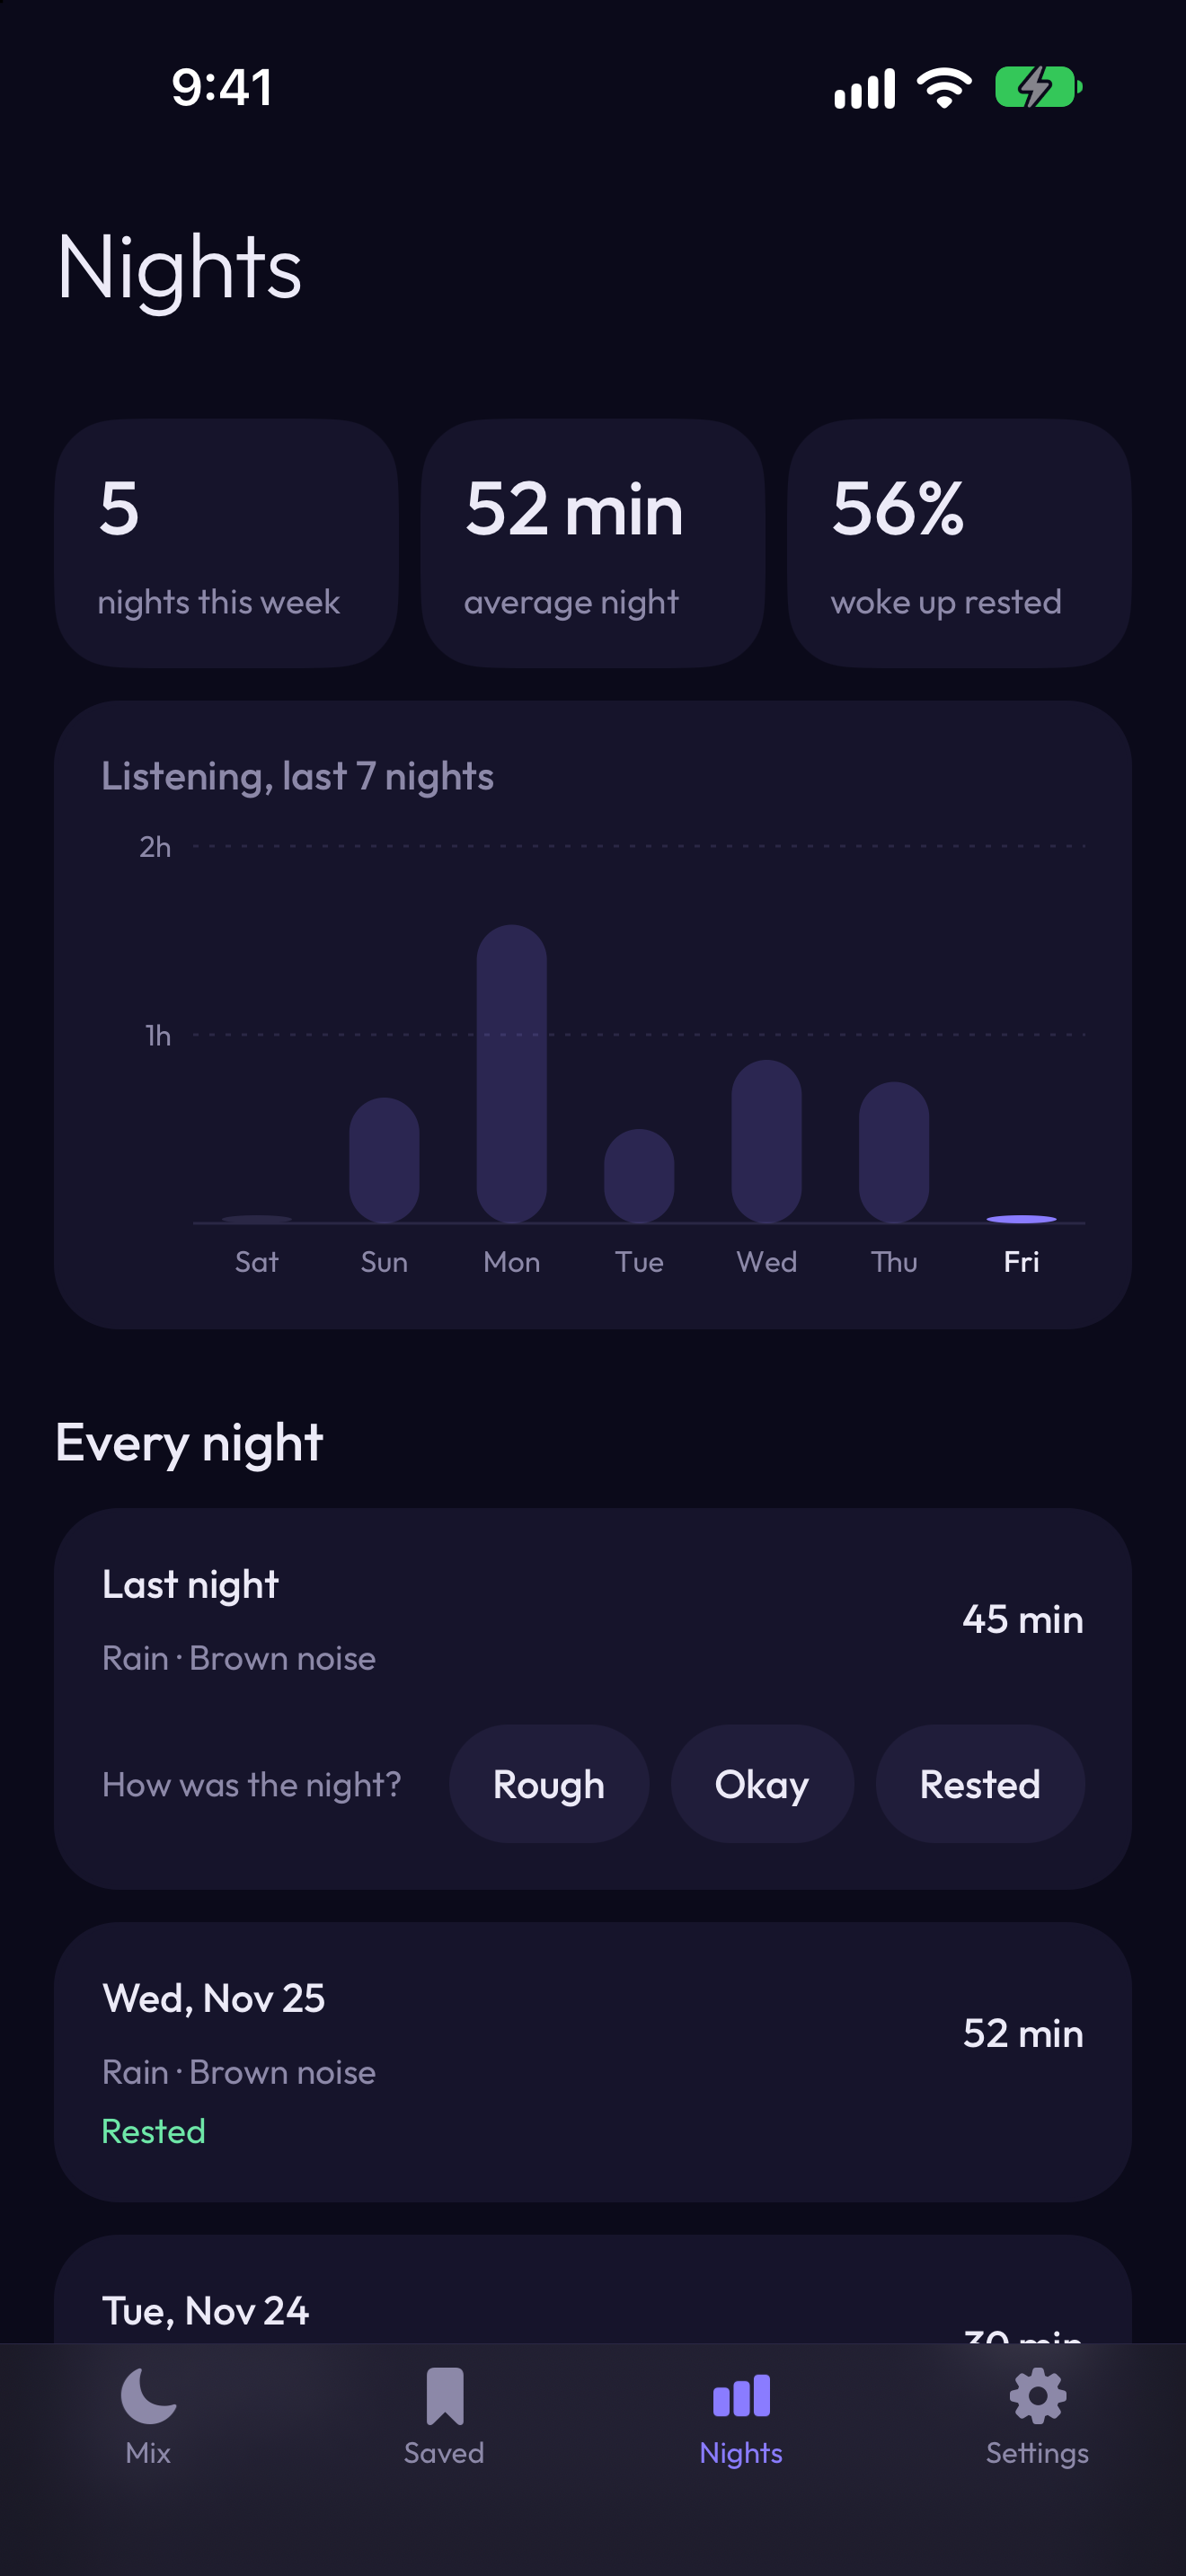 9:41
Nights
5
nights this week
52 min
average night
56%
woke up rested
Listening, last 7 nights
2h
1h
Sat Sun Mon Tue Wed Thu Fri
Every night
Last night
45 min
Rain · Brown noise
How was the night? Rough Okay Rested
Wed, Nov 25
52 min
Rain · Brown noise
Rested
Tue, Nov 24
30 min
Mix Saved Nights Settings